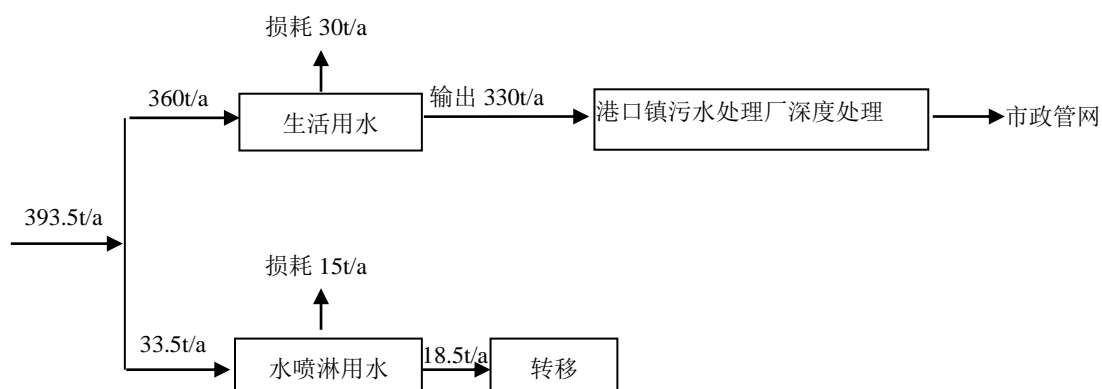 损耗 30t/a
360t/a
生活用水
输出 330t/a
港口镇污水处理厂深度处理
市政管网
393.5t/a
损耗 15t/a
33.5t/a
水喷淋用水
18.5t/a
转移